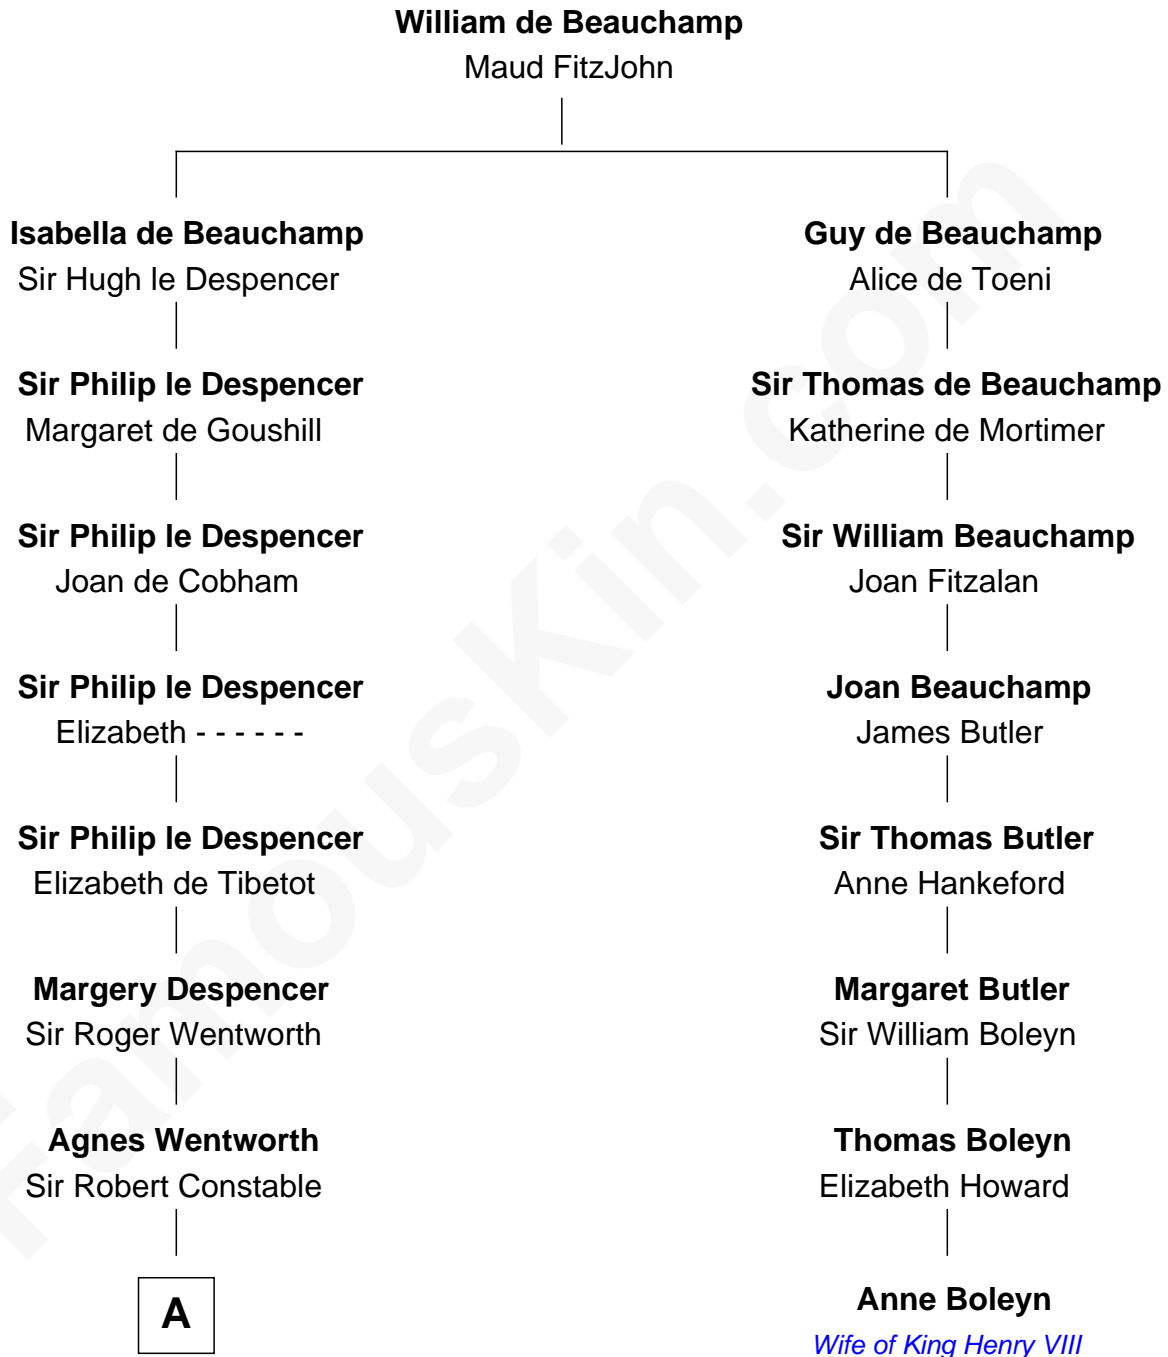 William de Beauchamp
Maud FitzJohn
Isabella de Beauchamp
Sir Hugh le Despencer
Guy de Beauchamp
Alice de Toeni
Sir Philip le Despencer
Margaret de Goushill
Sir Thomas de Beauchamp
Katherine de Mortimer
Sir Philip le Despencer
Joan de Cobham
Sir William Beauchamp
Joan Fitzalan
Sir Philip le Despencer
Elizabeth - - - - - -
Joan Beauchamp
James Butler
Sir Philip le Despencer
Elizabeth de Tibetot
Sir Thomas Butler
Anne Hankeford
Margery Despencer
Sir Roger Wentworth
Margaret Butler
Sir William Boleyn
Agnes Wentworth
Sir Robert Constable
Thomas Boleyn
Elizabeth Howard
A
Anne Boleyn
Wife of King Henry VIII
FamousKin.com